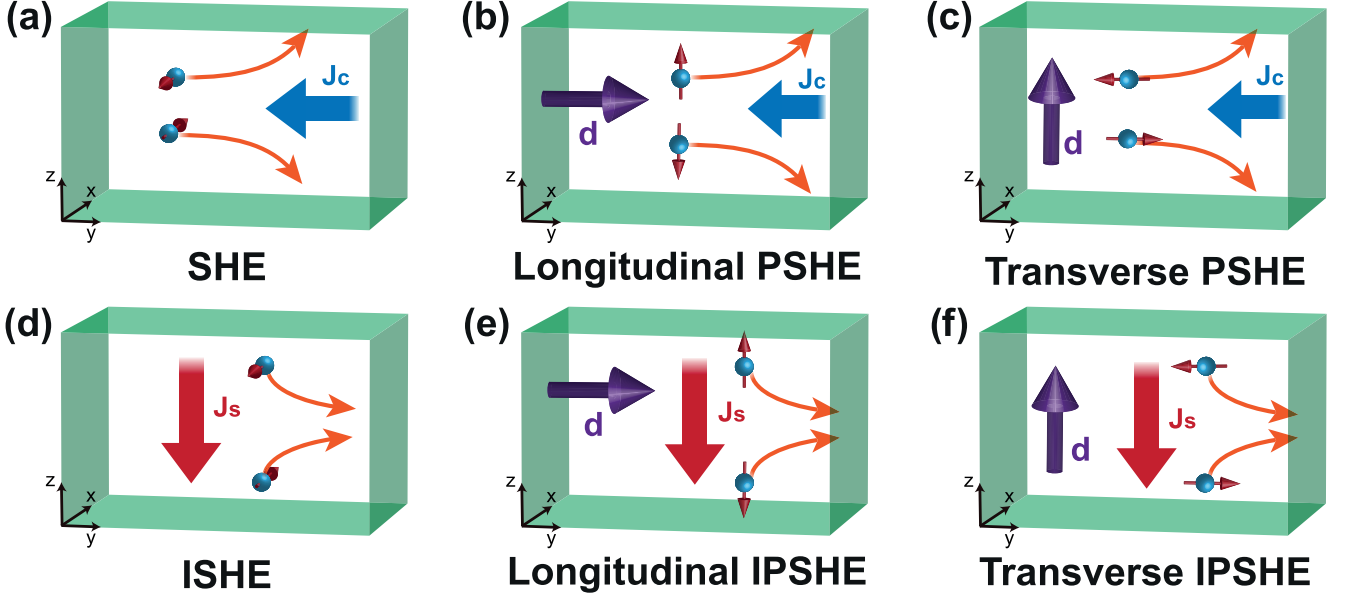 (a)
Jc
z
x
y
SHE
(b)
d
Jc
z
x
y
Longitudinal PSHE
(c)
d
Jc
z
x
y
Transverse PSHE
(d)
Js
z
x
y
ISHE
(e)
d
Js
z
x
y
Longitudinal IPSHE
(f)
d
Js
z
x
y
Transverse IPSHE